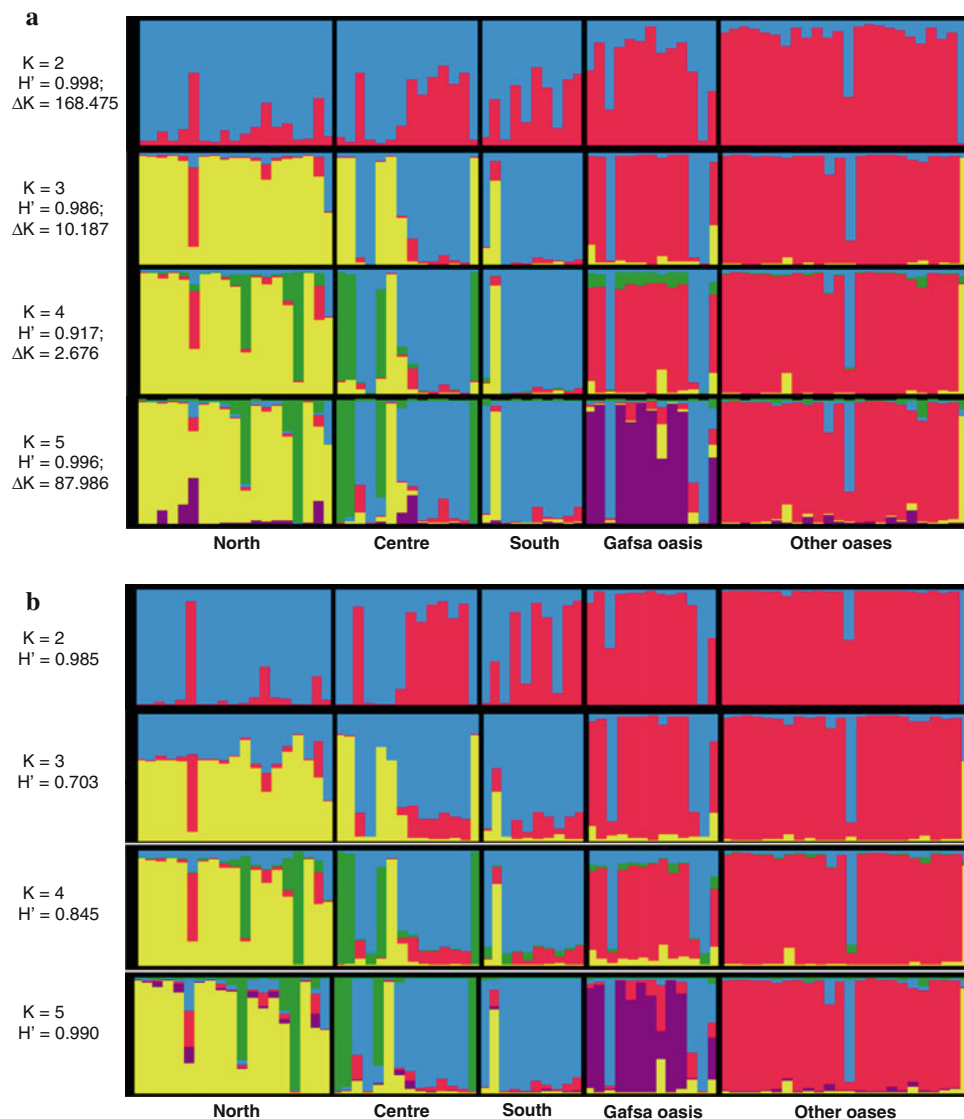 a
K = 2
H' = 0.998;
ΔK = 168.475
K = 3
H' = 0.986;
ΔK = 10.187
K = 4
H' = 0.917;
ΔK = 2.676
K = 5
H' = 0.996;
ΔK = 87.986
North Centre South Gafsa oasis Other oases
b
K = 2
H' = 0.985
K = 3
H' = 0.703
K = 4
H' = 0.845
K = 5
H' = 0.990
North Centre South Gafsa oasis Other oases